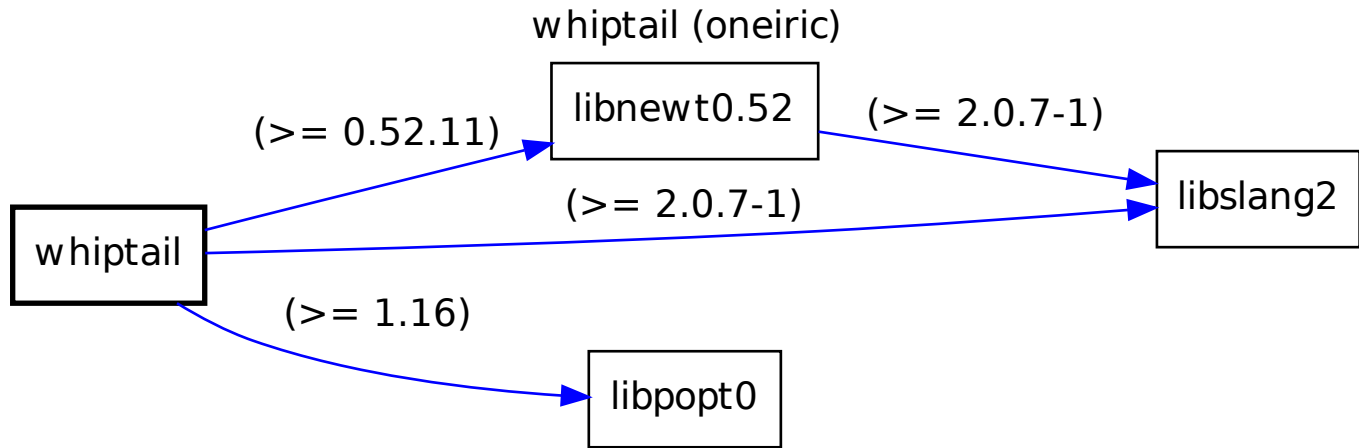 whiptail (oneiric)
libnewt0.52
(>= 0.52.11)
(>= 2.0.7-1)
libslang2
(>= 2.0.7-1)
whiptail
(>= 1.16)
libpopt0